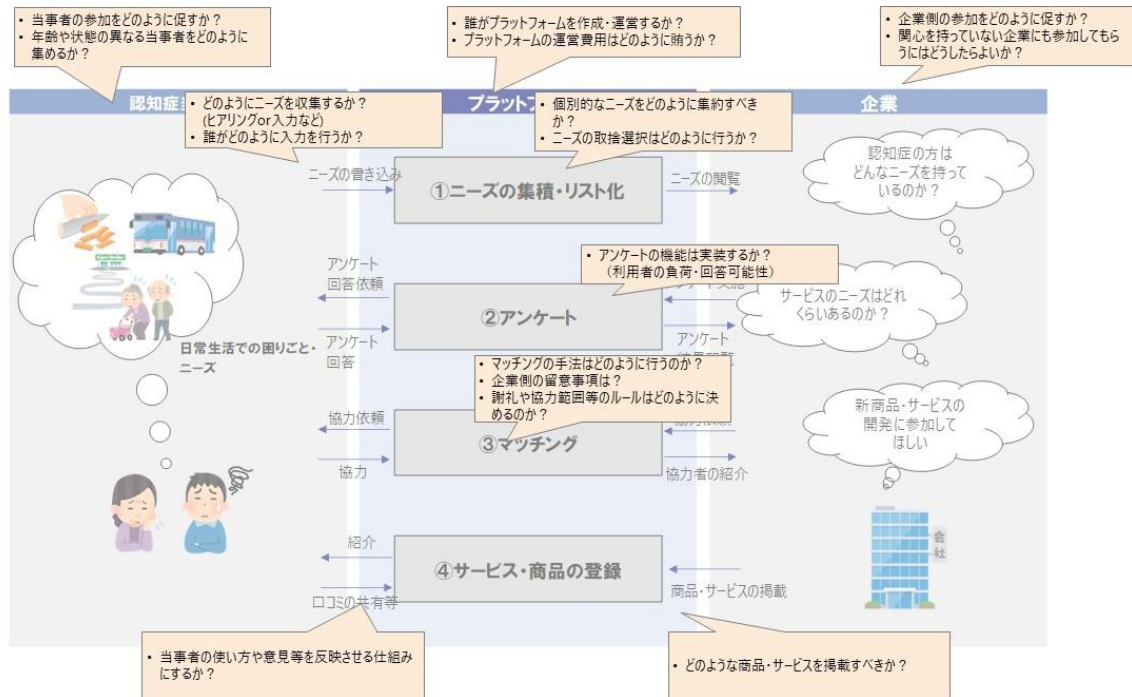 • 当事者の参加をどのように促すか？
• 年齢や状態の異なる当事者をどのように
集めるか？
• 誰がプラットフォームを作成・運営するか？
• プラットフォームの運営費用はどのように賄うか？
• 企業側の参加をどのように促すか？
• 関心を持っていない企業にも参加してもら
うにはどうしたらよいか？
認知症
プラットフ
企業
• どのようにニーズを収集するか？
(ヒアリングor入力など)
• 誰がどのように入力を行うか？
• 個別的なニーズをどのように集約すべき
か？
• ニーズの取捨選択はどのように行うか？
ニーズの書き込み
①ニーズの集積・リスト化
ニーズの閲覧
認知症の方は
どんなニーズを持って
いるのか？
• アンケートの機能は実装するか？
（利用者の負荷・回答可能性）
アンケート
回答依頼
②アンケート
アンケート
回答
アンケート
サービスのニーズはどれ
くらいあるのか？
日常生活での困りごと・
ニーズ
• マッチングの手法はどのように行うのか？
• 企業側の留意事項は？
• 謝礼や協力範囲等のルールはどのように決
めるのか？
協力依頼
③マッチング
協力
協力者の紹介
新商品・サービスの
開発に参加して
ほしい
紹介
④サービス・商品の登録
口コミの共有等
商品・サービスの掲載
会社
• 当事者の使い方や意見等を反映させる仕組み
にするか？
• どのような商品・サービスを掲載すべきか？